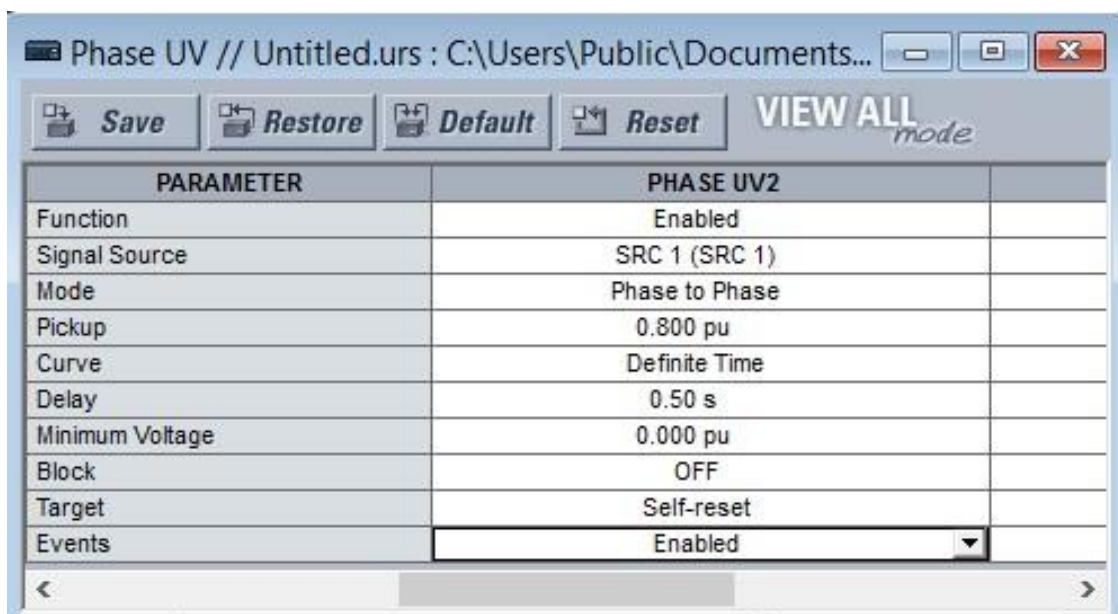 Phase UV // Untitled.urs : C:\Users\Public\Documents...
Save Restore Default Reset VIEW ALL mode
PARAMETER PHASE UV2
Function Enabled
Signal Source SRC 1 (SRC 1)
Mode Phase to Phase
Pickup 0.800 pu
Curve Definite Time
Delay 0.50 s
Minimum Voltage 0.000 pu
Block OFF
Target Self-reset
Events Enabled